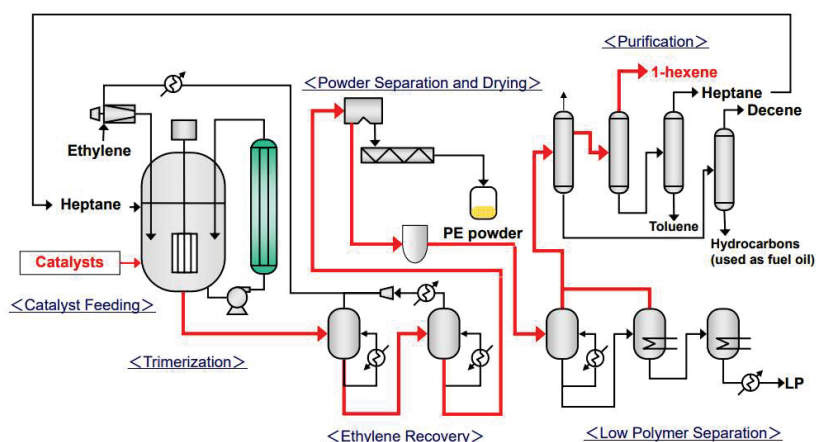 <Purification>
1-hexene
Heptane
Decene
<Powder Separation and Drying>
Ethylene
Heptane
PE powder
Toluene
Hydrocarbons
(used as fuel oil)
Catalysts
<Catalyst Feeding>
<Trimerization>
LP
<Ethylene Recovery>
<Low Polymer Separation>